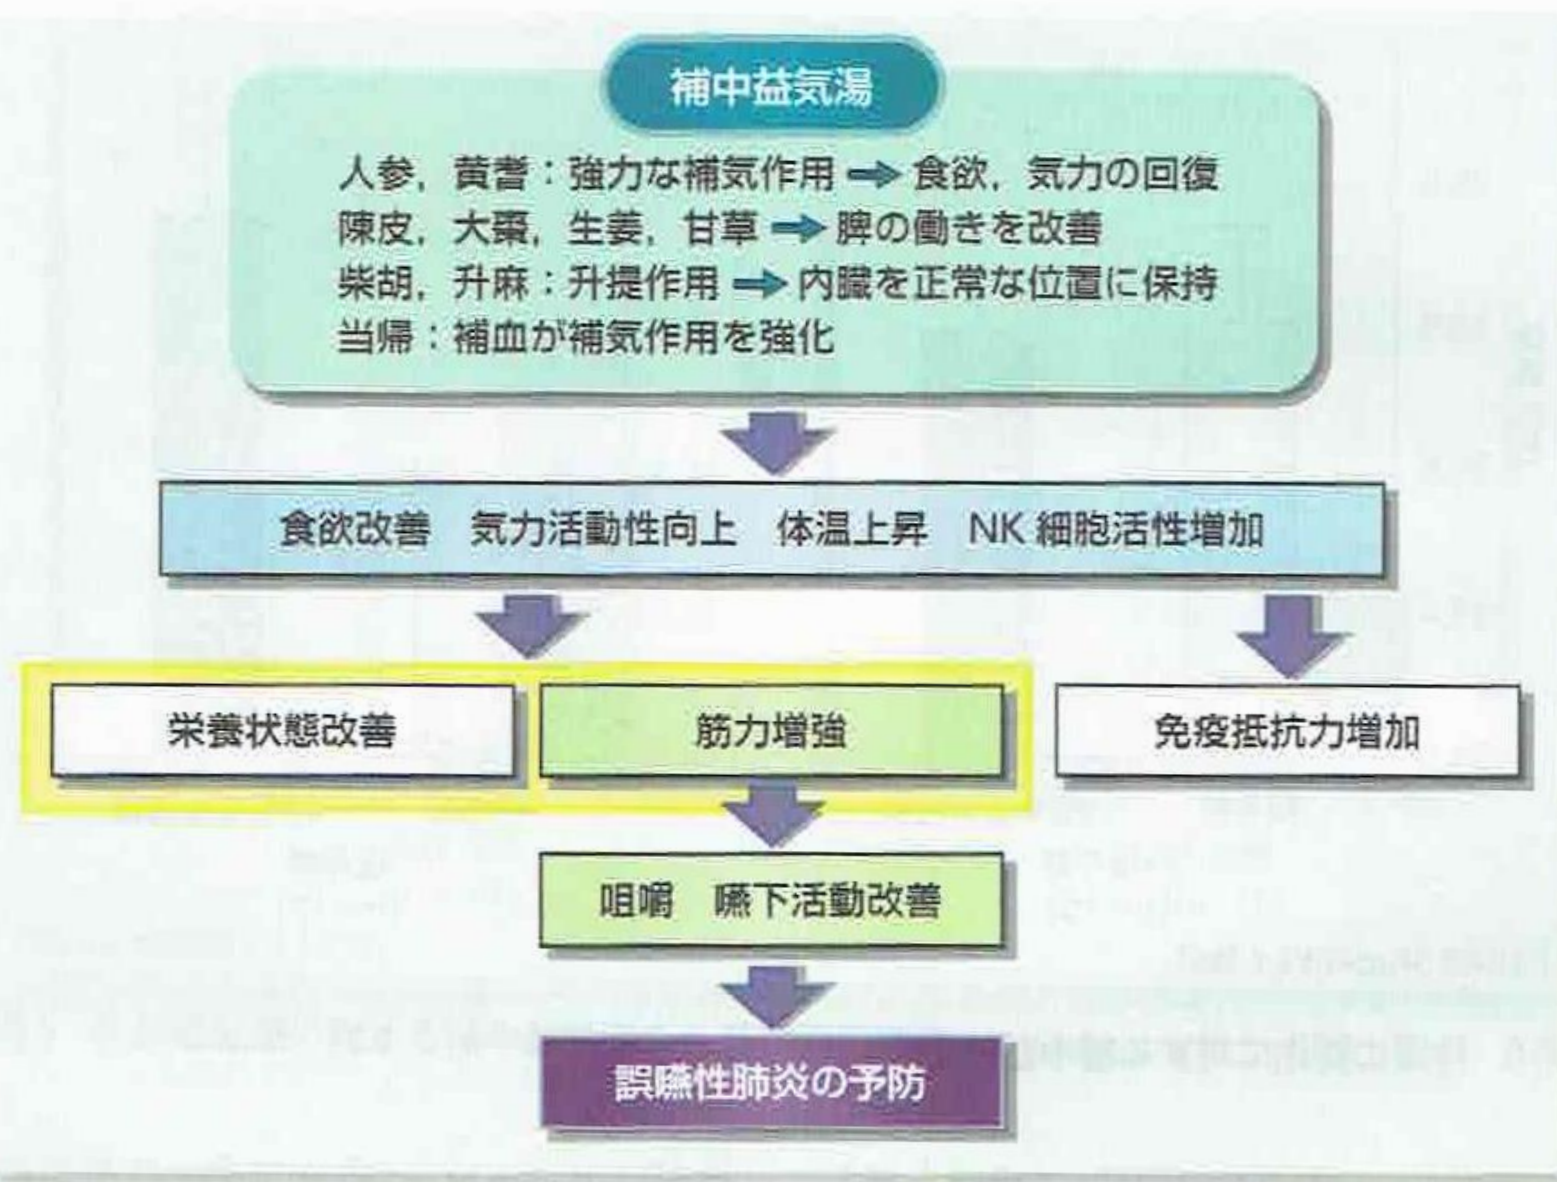 補中益気湯
人参，黄耆：強力な補気作用➡食欲，気力の回復
陳皮，大棗，生姜，甘草➡脾の働きを改善
柴胡，升麻：升提作用➡内臓を正常な位置に保持
当帰：補血が補気作用を強化
食欲改善　気力活動性向上　体温上昇　NK 細胞活性増加
栄養状態改善
筋力増強
免疫抵抗力増加
咀嚼　嚥下活動改善
誤嚥性肺炎の予防